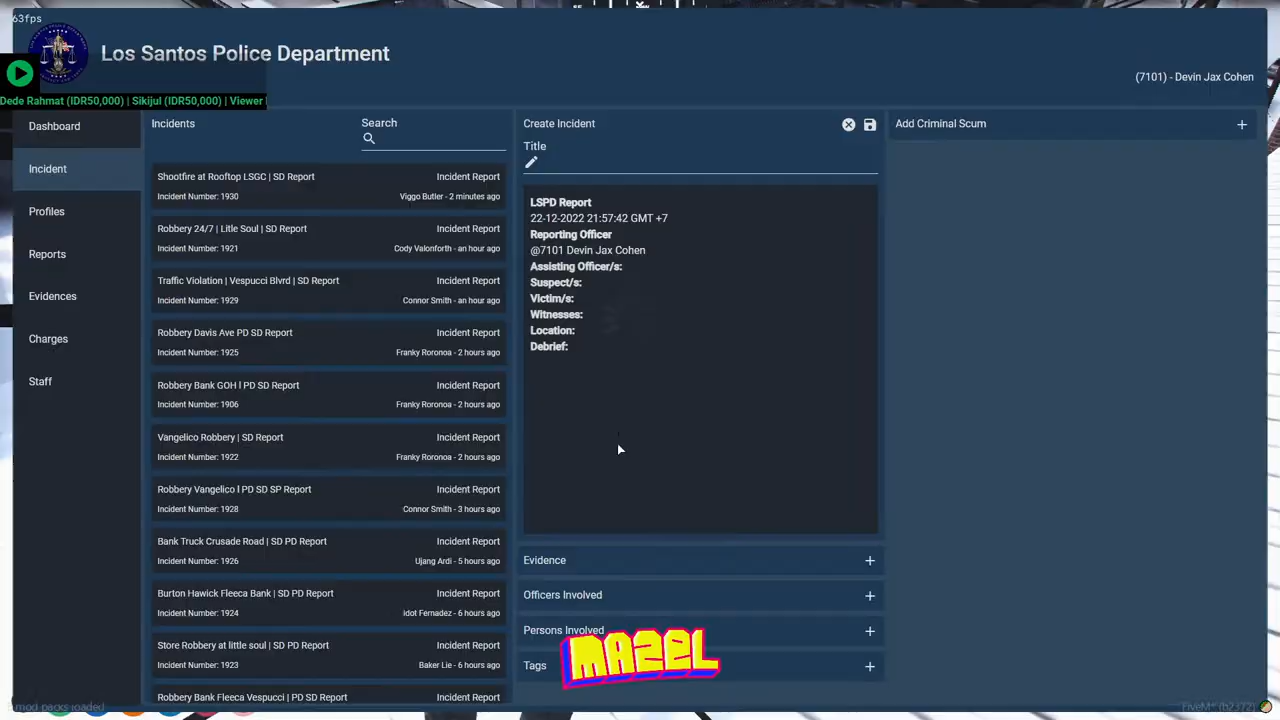 63fps
Los Santos Police Department
(7101) - Devin Jax Cohen
Dede Rahmat (IDR50,000) | Sikijul (IDR50,000) | Viewer
Dashboard
Incident
Profiles
Reports
Evidences
Charges
Staff
Incidents
Search
Shootfire at Rooftop LSGC | SD Report
Incident Report
Incident Number: 1930
Viggo Butler - 2 minutes ago
Robbery 24/7 | Litle Soul | SD Report
Incident Report
Incident Number: 1921
Cody Valonforth - an hour ago
Traffic Violation | Vespucci Blvrd | SD Report
Incident Report
Incident Number: 1929
Connor Smith - an hour ago
Robbery Davis Ave PD SD Report
Incident Report
Incident Number: 1925
Franky Roronoa - 2 hours ago
Robbery Bank GOH l PD SD Report
Incident Report
Incident Number: 1906
Franky Roronoa - 2 hours ago
Vangelico Robbery | SD Report
Incident Report
Incident Number: 1922
Franky Roronoa - 2 hours ago
Robbery Vangelico l PD SD SP Report
Incident Report
Incident Number: 1928
Connor Smith - 3 hours ago
Bank Truck Crusade Road | SD PD Report
Incident Report
Incident Number: 1926
Ujang Ardi - 5 hours ago
Burton Hawick Fleeca Bank | SD PD Report
Incident Report
Incident Number: 1924
idot Fernadez - 6 hours ago
Store Robbery at little soul | SD PD Report
Incident Report
Incident Number: 1923
Baker Lie - 6 hours ago
Robbery Bank Fleeca Vespucci | PD SD Report
Incident Report
Create Incident
Title
LSPD Report
22-12-2022 21:57:42 GMT +7
Reporting Officer
@7101 Devin Jax Cohen
Assisting Officer/s:
Suspect/s:
Victim/s:
Witnesses:
Location:
Debrief:
Evidence
Officers Involved
Persons Involved
Tags
MAZEL
Add Criminal Scum
mod packs loaded
FiveM* (b2372)